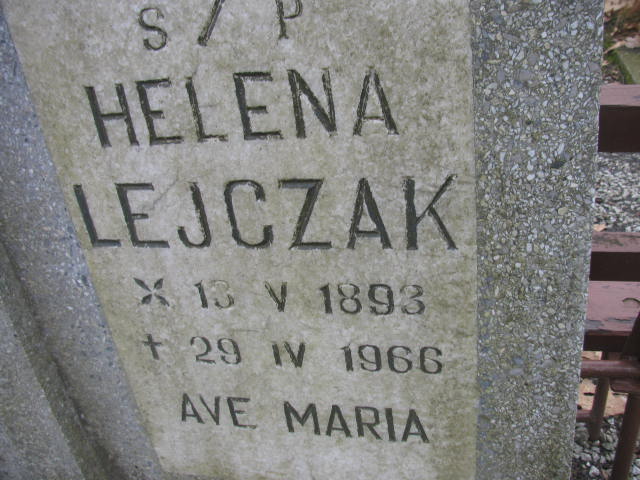 S / P
HELENA
LEJCZAK
* 13 V 1893
† 29 IV 1966
AVE MARIA